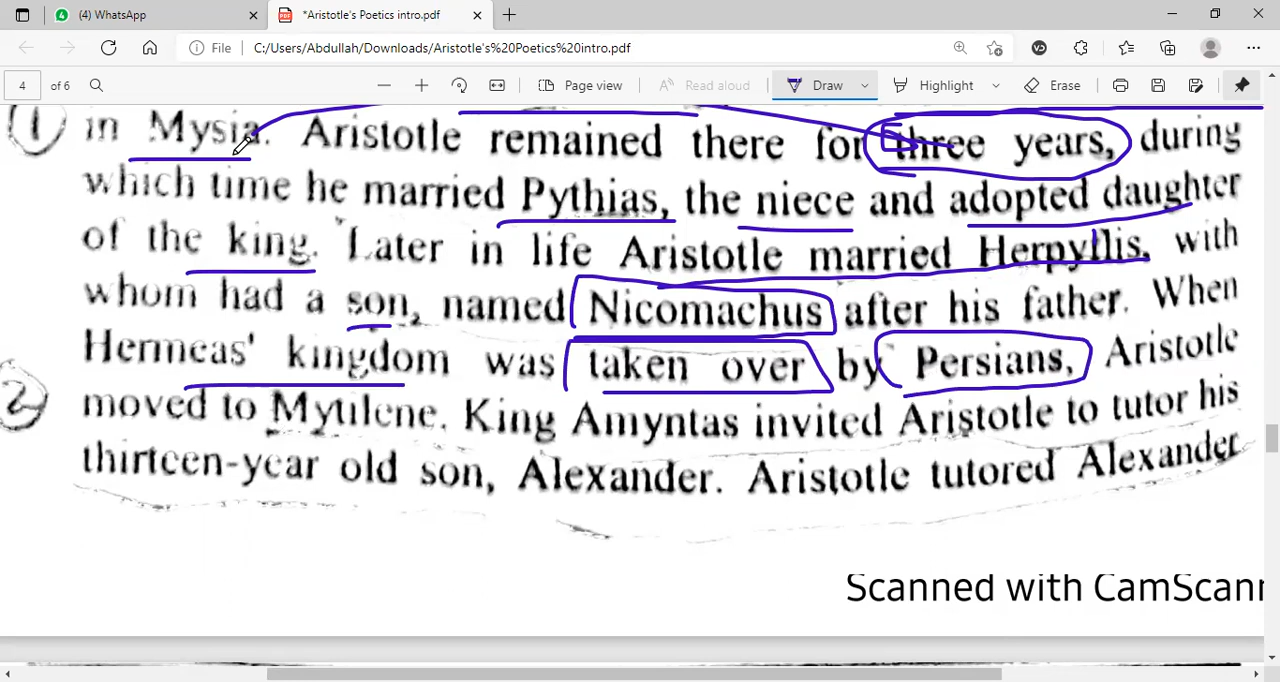 (4) WhatsApp
*Aristotle's Poetics intro.pdf
File C:/Users/Abdullah/Downloads/Aristotle's%20Poetics%20intro.pdf
4 of 6 Page view Read aloud Draw Highlight Erase
① in Mysia. Aristotle remained there for three years, during
which time he married Pythias, the niece and adopted daughter
of the king. Later in life Aristotle married Herpyllis, with
whom had a son, named Nicomachus after his father. When
Hermeas' kingdom was taken over by Persians, Aristotle
② moved to Mytilene. King Amyntas invited Aristotle to tutor his
thirteen-year old son, Alexander. Aristotle tutored Alexander
Scanned with CamScann